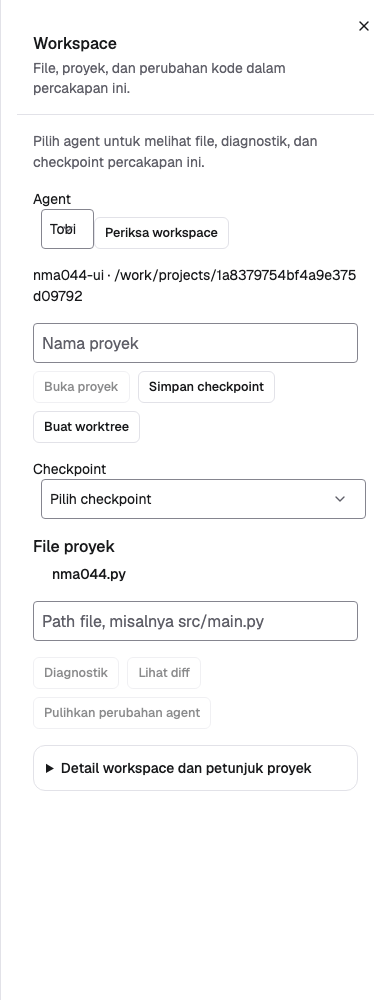 Workspace
File, proyek, dan perubahan kode dalam
percakapan ini.
Pilih agent untuk melihat file, diagnostik, dan
checkpoint percakapan ini.
Agent
Tobi
Periksa workspace
nma044-ui · /work/projects/1a8379754bf4a9e375
d09792
Nama proyek
Buka proyek
Simpan checkpoint
Buat worktree
Checkpoint
Pilih checkpoint
File proyek
nma044.py
Path file, misalnya src/main.py
Diagnostik
Lihat diff
Pulihkan perubahan agent
Detail workspace dan petunjuk proyek